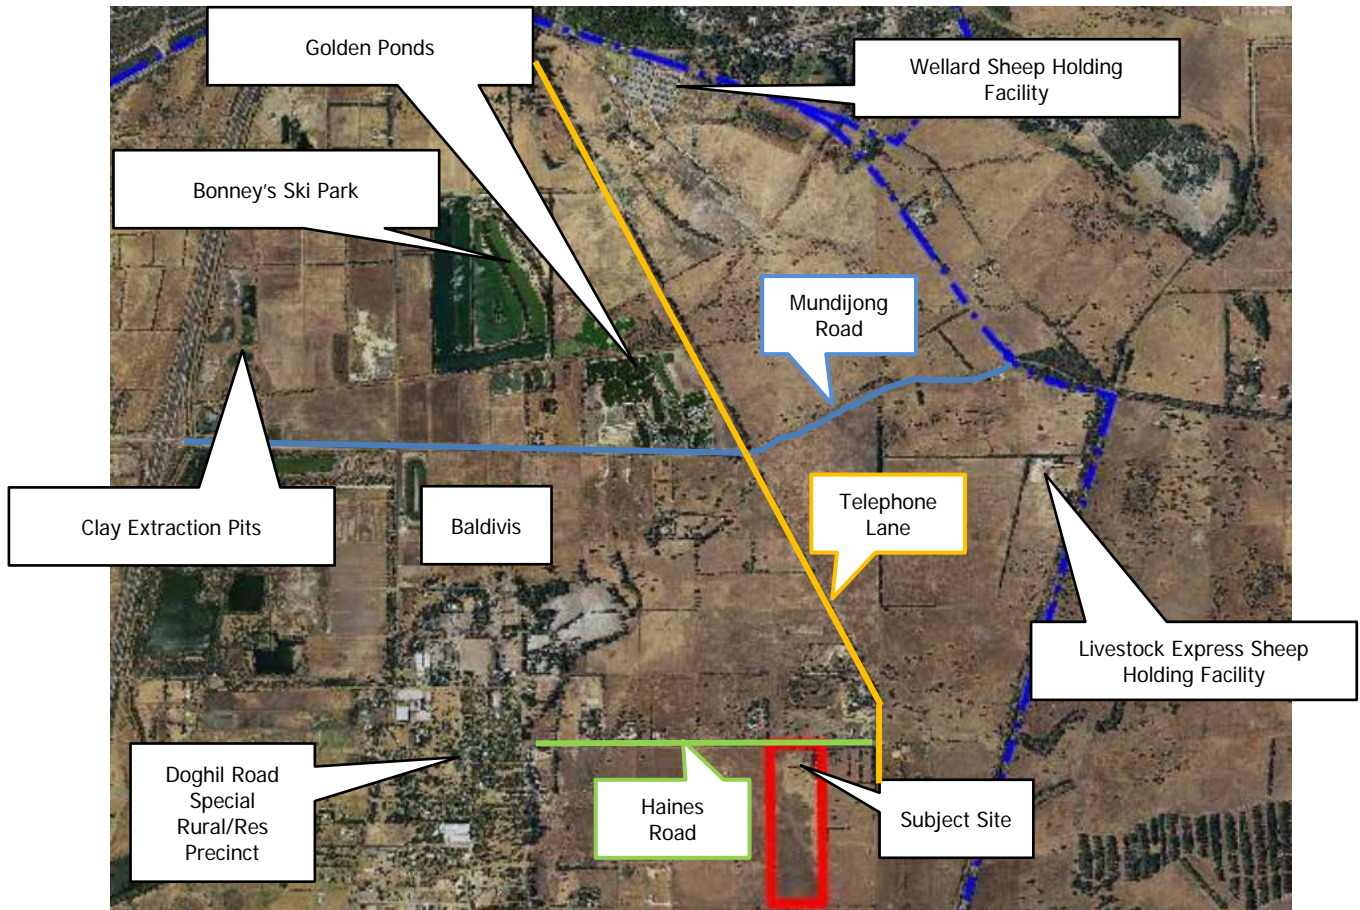 Golden Ponds
Wellard Sheep Holding
Facility
Bonney's Ski Park
Mundijong
Road
Clay Extraction Pits
Baldivis
Telephone
Lane
Livestock Express Sheep
Holding Facility
Doghil Road
Special
Rural/Res
Precinct
Haines
Road
Subject Site